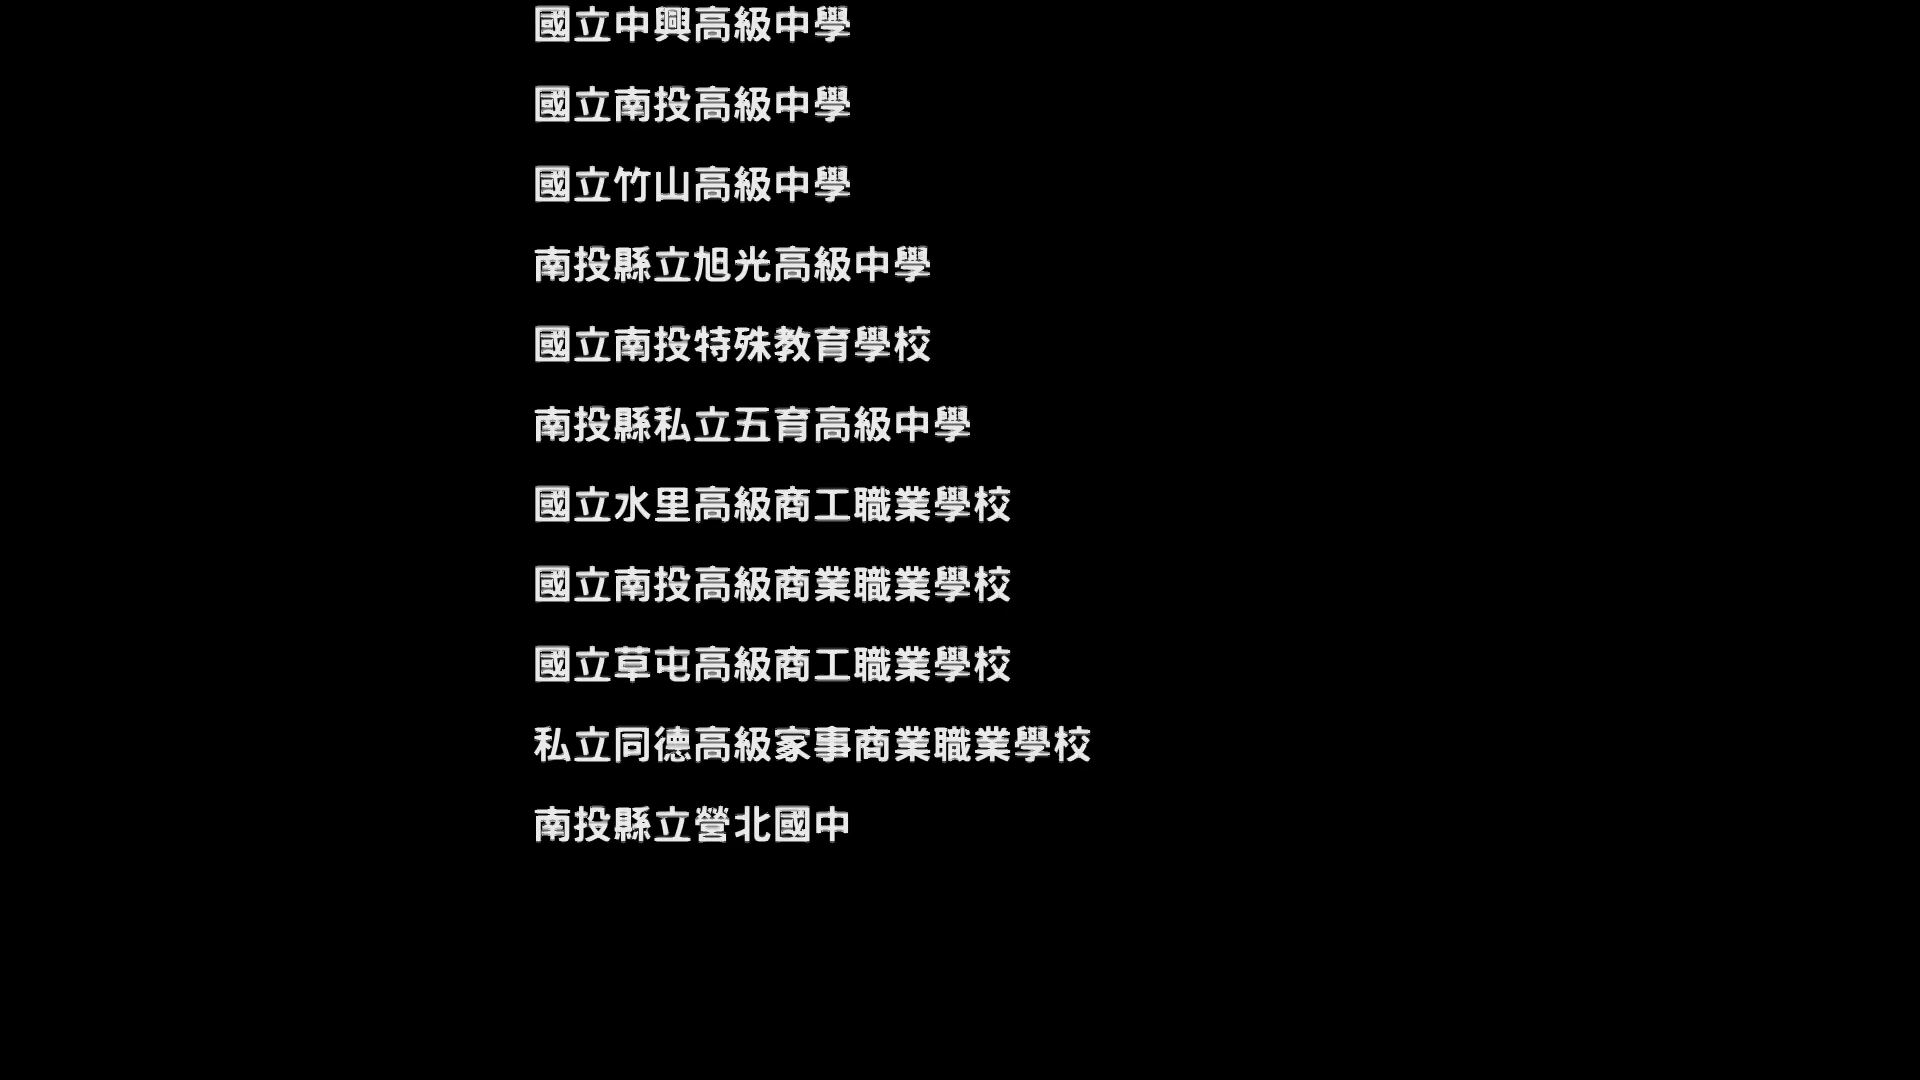 國立中興高級中學
國立南投高級中學
國立竹山高級中學
南投縣立旭光高級中學
國立南投特殊教育學校
南投縣私立五育高級中學
國立水里高級商工職業學校
國立南投高級商業職業學校
國立草屯高級商工職業學校
私立同德高級家事商業職業學校
南投縣立營北國中